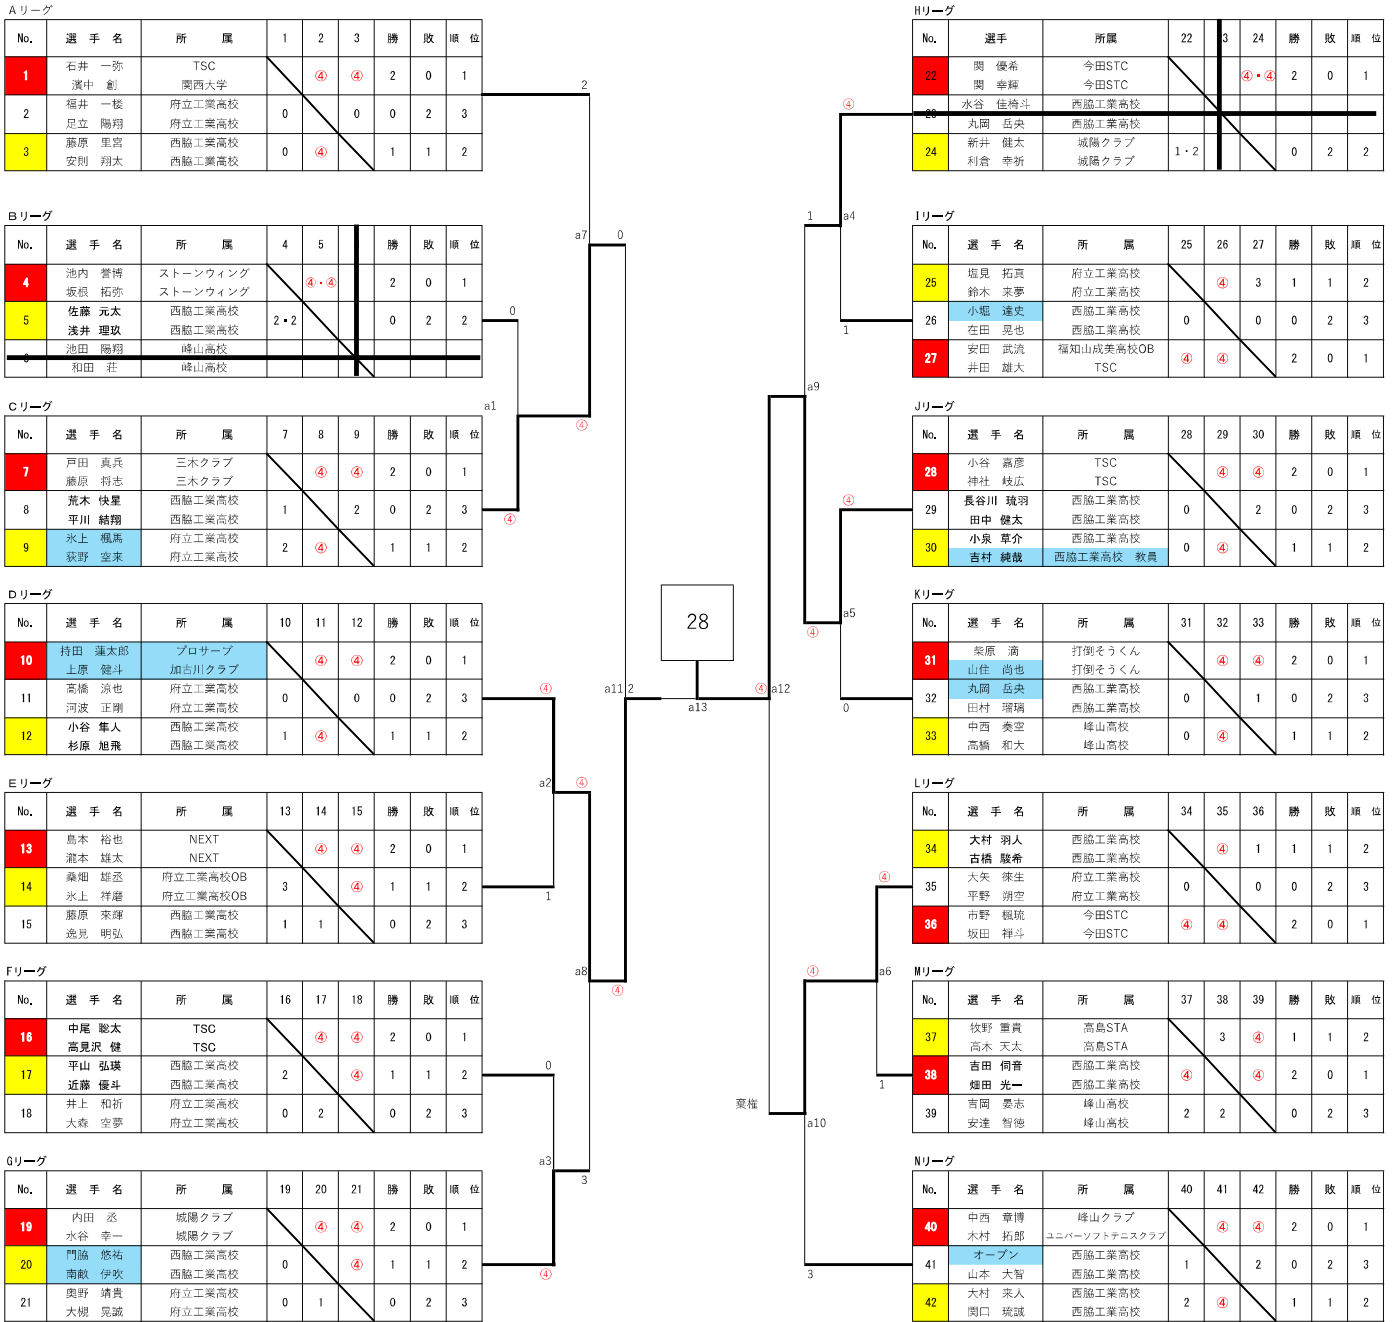 Aリーグ
No. 選 手 名 所 属 1 2 3 勝 敗 順 位
1 石井 一弥 TSC ④ ④ 2 0 1
濱中 創 関西大学
2 福井 一楼 府立工業高校 0 0 0 2 3
足立 陽翔 府立工業高校
3 藤原 里宮 西脇工業高校 0 ④ 1 1 2
安則 翔太 西脇工業高校
Bリーグ
No. 選 手 名 所 属 4 5 勝 敗 順 位
4 池内 誉博 ストーンウィング ④・④ 2 0 1
坂根 拓弥 ストーンウィング
5 佐藤 元太 西脇工業高校 2・2 0 2 2
浅井 理玖 西脇工業高校
6 池田 陽翔 峰山高校
和田 荘 峰山高校
Cリーグ
No. 選 手 名 所 属 7 8 9 勝 敗 順 位
7 戸田 真兵 三木クラブ ④ ④ 2 0 1
藤原 将志 三木クラブ
8 荒木 快星 西脇工業高校 1 2 0 2 3
平川 結翔 西脇工業高校
9 氷上 楓馬 府立工業高校 2 ④ 1 1 2
荻野 空来 府立工業高校
Dリーグ
No. 選 手 名 所 属 10 11 12 勝 敗 順 位
10 持田 蓮太郎 プロサーブ ④ ④ 2 0 1
上原 健斗 加古川クラブ
11 高橋 涼也 府立工業高校 0 0 0 2 3
河波 正剛 府立工業高校
12 小谷 隼人 西脇工業高校 1 ④ 1 1 2
杉原 旭飛 西脇工業高校
Eリーグ
No. 選 手 名 所 属 13 14 15 勝 敗 順 位
13 島本 裕也 NEXT ④ ④ 2 0 1
瀧本 雄太 NEXT
14 桑畑 雄丞 府立工業高校OB 3 ④ 1 1 2
氷上 祥磨 府立工業高校OB
15 藤原 來輝 西脇工業高校 1 1 0 2 3
逸見 明弘 西脇工業高校
Fリーグ
No. 選 手 名 所 属 16 17 18 勝 敗 順 位
16 中尾 聡太 TSC ④ ④ 2 0 1
高見沢 健 TSC
17 平山 弘瑛 西脇工業高校 2 ④ 1 1 2
近藤 優斗 西脇工業高校
18 井上 和祈 府立工業高校 0 2 0 2 3
大森 空夢 府立工業高校
Gリーグ
No. 選 手 名 所 属 19 20 21 勝 敗 順 位
19 内田 丞 城陽クラブ ④ ④ 2 0 1
水谷 幸一 城陽クラブ
20 門脇 悠祐 西脇工業高校 0 ④ 1 1 2
南畝 伊吹 西脇工業高校
21 奥野 靖貴 府立工業高校 0 1 0 2 3
大槻 晃誠 府立工業高校
2
a7 0
0
a1
④
④
④
a11 2
a2 ④
1
a8
④
0
a3
3
④
28
a13
④
1 a4
1
a9
④
④ a5
0
④ a12
④
④ a6
1
棄権
a10
3
Hリーグ
No. 選手 所属 22 23 24 勝 敗 順 位
22 関 優希 今田STC ④・④ 2 0 1
関 幸輝 今田STC
23 水谷 佳椅斗 西脇工業高校
丸岡 岳央 西脇工業高校
24 新井 健太 城陽クラブ 1・2 0 2 2
利倉 幸祈 城陽クラブ
Iリーグ
No. 選 手 名 所 属 25 26 27 勝 敗 順 位
25 塩見 拓真 府立工業高校 ④ 3 1 1 2
鈴木 来夢 府立工業高校
26 小堀 達史 西脇工業高校 0 0 0 2 3
在田 晃也 西脇工業高校
27 安田 武流 福知山成美高校OB ④ ④ 2 0 1
井田 雄大 TSC
Jリーグ
No. 選 手 名 所 属 28 29 30 勝 敗 順 位
28 小谷 嘉彦 TSC ④ ④ 2 0 1
神社 岐広 TSC
29 長谷川 琉羽 西脇工業高校 0 2 0 2 3
田中 健太 西脇工業高校
30 小泉 草介 西脇工業高校 0 ④ 1 1 2
吉村 純哉 西脇工業高校 教員
Kリーグ
No. 選 手 名 所 属 31 32 33 勝 敗 順 位
31 柴原 滴 打倒そうくん ④ ④ 2 0 1
山住 尚也 打倒そうくん
32 丸岡 岳央 西脇工業高校 0 1 0 2 3
田村 瑠璃 西脇工業高校
33 中西 奏空 峰山高校 0 ④ 1 1 2
高橋 和大 峰山高校
Lリーグ
No. 選 手 名 所 属 34 35 36 勝 敗 順 位
34 大村 羽人 西脇工業高校 ④ 1 1 1 2
古橋 駿希 西脇工業高校
35 大矢 徠生 府立工業高校 0 0 0 2 3
平野 朔空 府立工業高校
36 市野 楓琉 今田STC ④ ④ 2 0 1
坂田 禅斗 今田STC
Mリーグ
No. 選 手 名 所 属 37 38 39 勝 敗 順 位
37 牧野 重貴 高島STA 3 ④ 1 1 2
高木 天太 高島STA
38 吉田 伺音 西脇工業高校 ④ ④ 2 0 1
畑田 光一 西脇工業高校
39 吉岡 晏志 峰山高校 2 2 0 2 3
安達 智徳 峰山高校
Nリーグ
No. 選 手 名 所 属 40 41 42 勝 敗 順 位
40 中西 章博 峰山クラブ ④ ④ 2 0 1
木村 拓郎 ユニバーソフトテニスクラブ
41 オープン 西脇工業高校 1 2 0 2 3
山本 大智 西脇工業高校
42 大村 来人 西脇工業高校 2 ④ 1 1 2
関口 琉誠 西脇工業高校